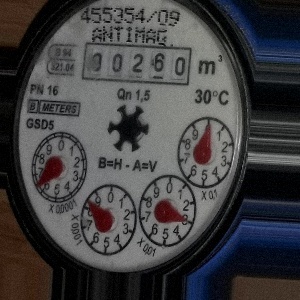 455354/09
ANTIMAG.
00260 m³
PN 16
Qn 1,5
30°C
B METERS
GSD5
B=H - A=V
X 0,1
X 0,01
X 0,001
X 0,0001